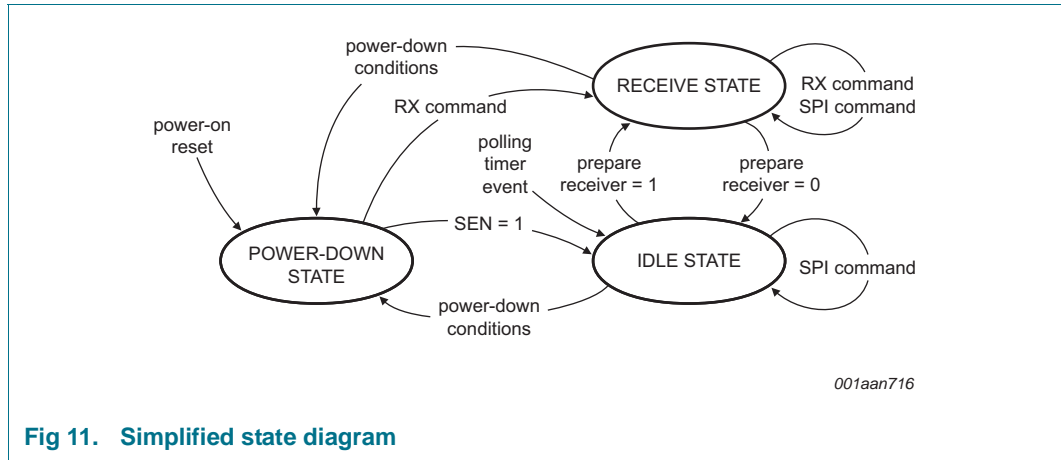 power-down
conditions
RECEIVE STATE
RX command
SPI command
RX command
power-on
reset
polling
timer
event
prepare
receiver = 1
prepare
receiver = 0
SEN = 1
POWER-DOWN
STATE
IDLE STATE
SPI command
power-down
conditions
001aan716
Fig 11. Simplified state diagram